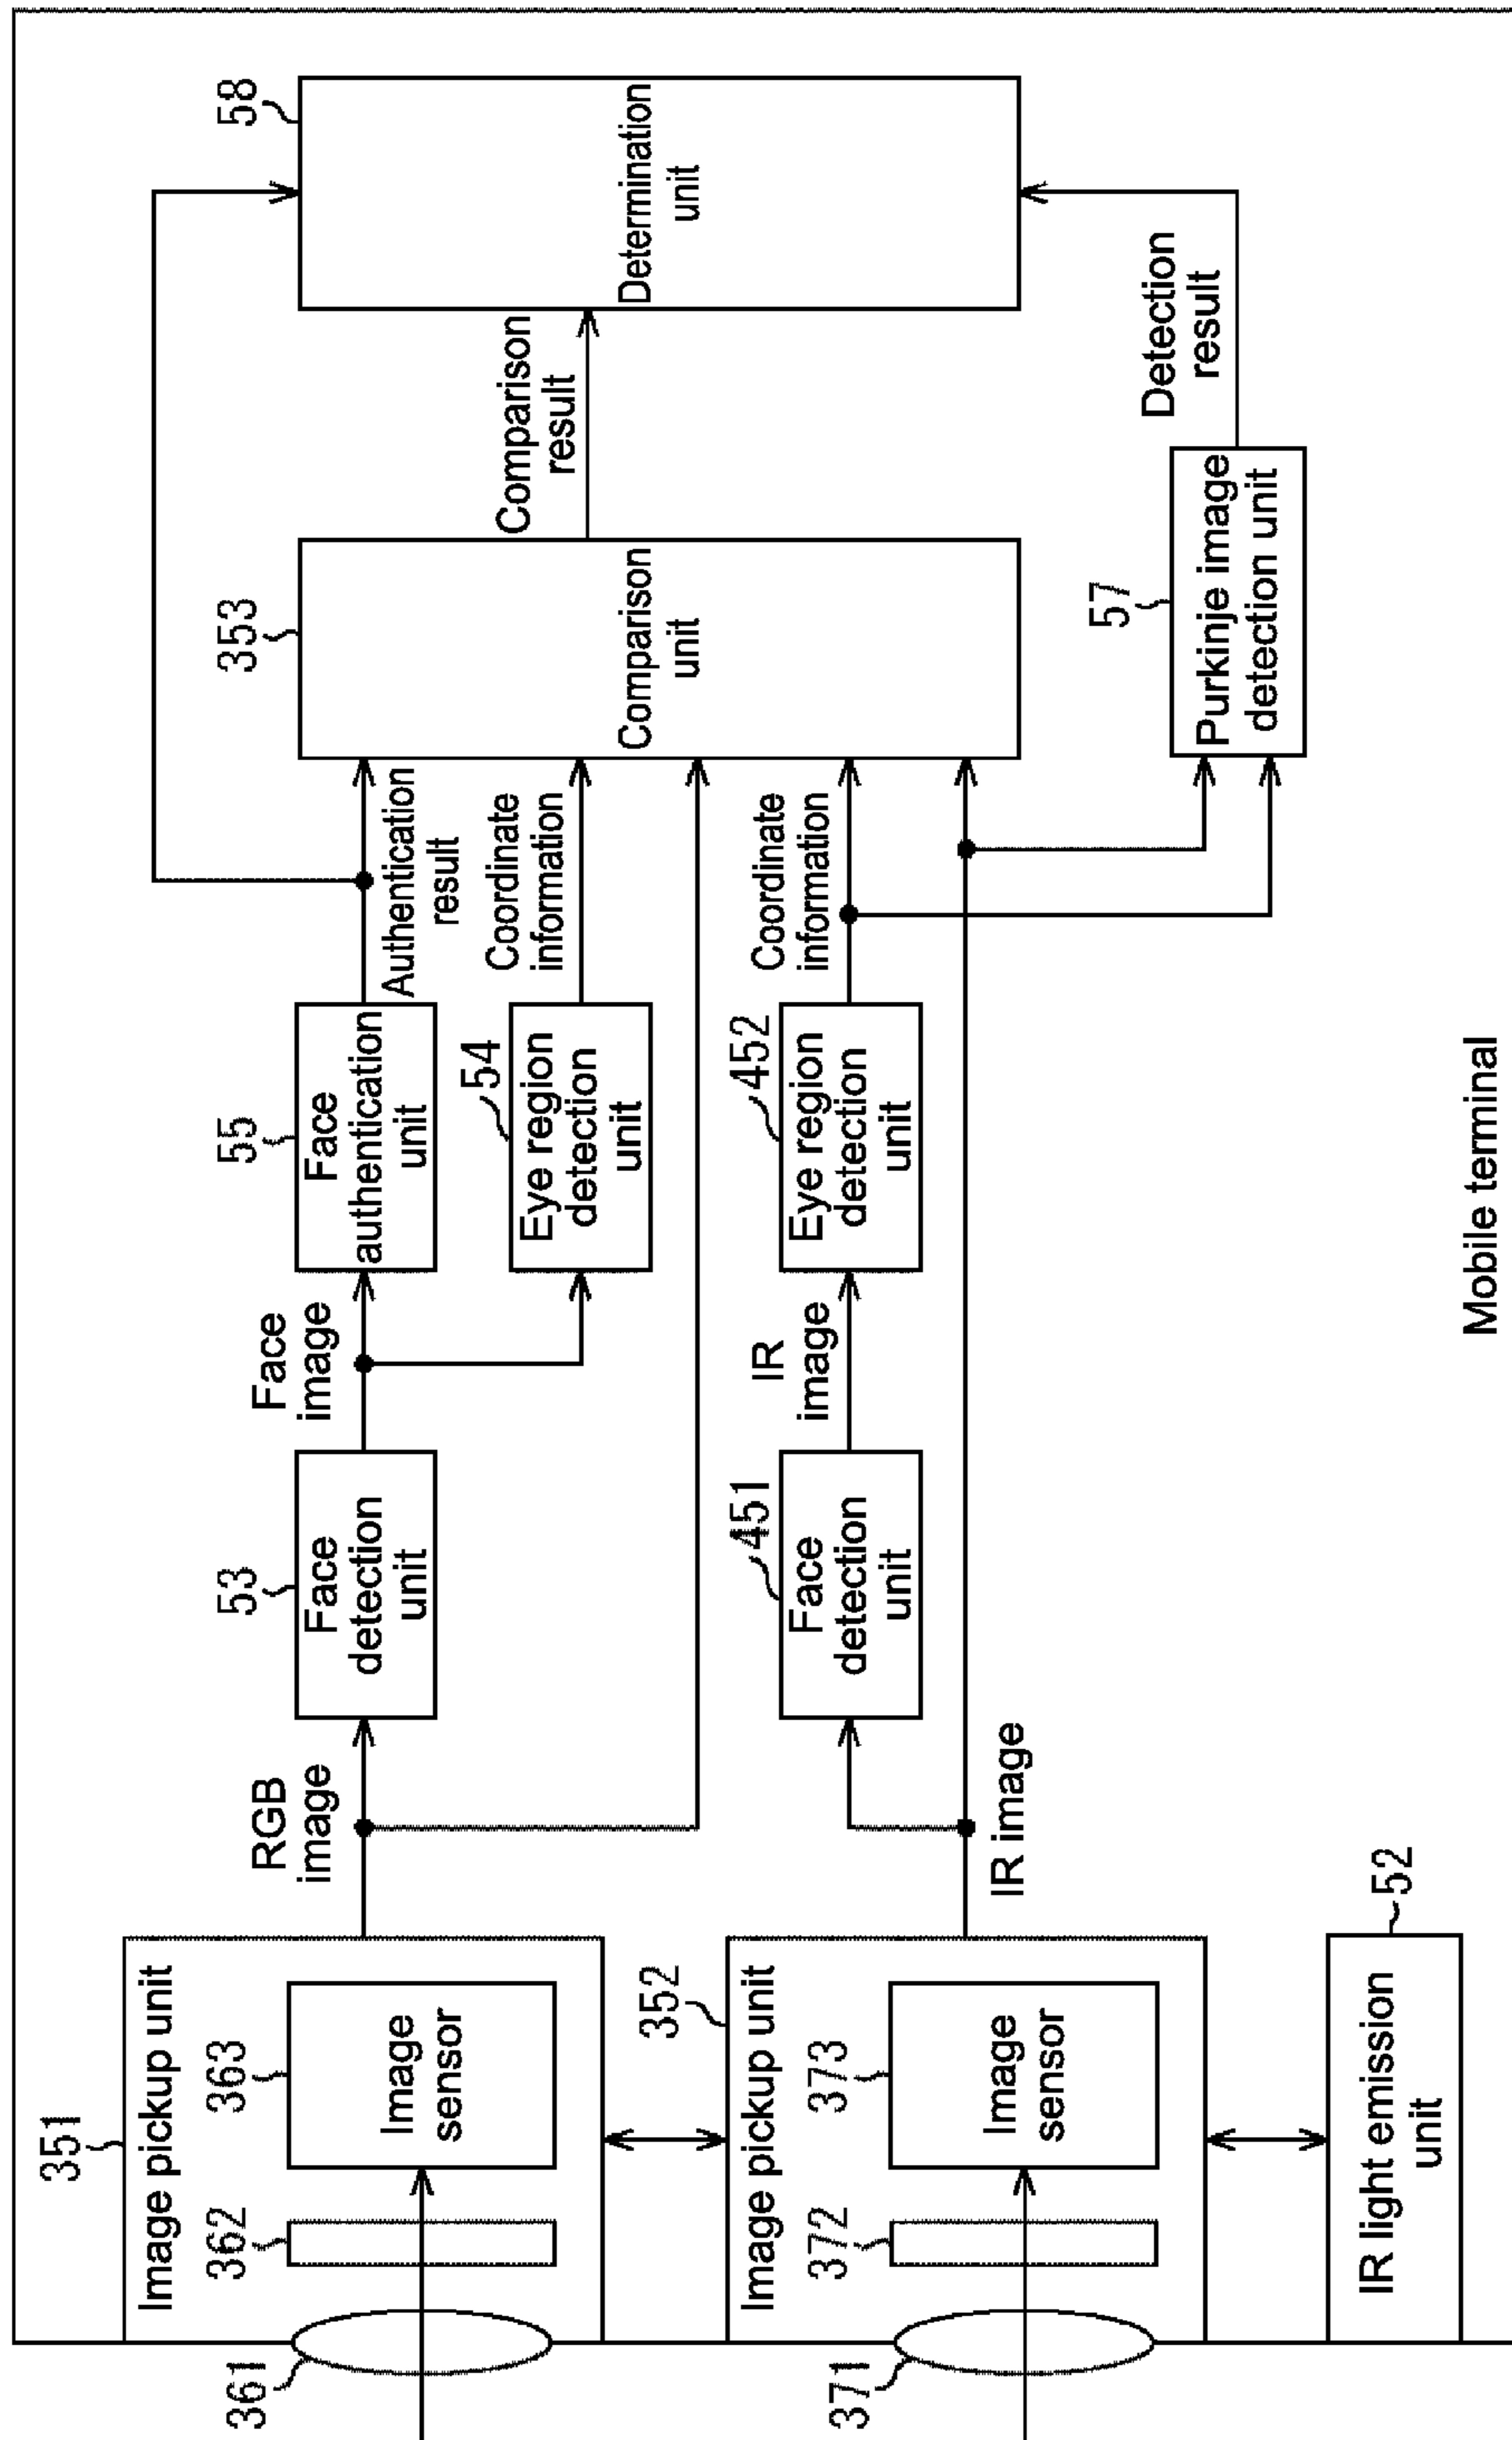 351
Image pickup unit
361
362
363
Image
sensor
RGB
image
53
Face
detection
unit
Face
image
55
Face
authentication
unit
Authentication
result
54
Eye region
detection
unit
Coordinate
information
353
Comparison
unit
Comparison
result
58
Determination
unit
352
Image pickup unit
371
372
373
Image
sensor
IR image
451
Face
detection
unit
IR
image
452
Eye region
detection
unit
Coordinate
information
57
Purkinje image
detection unit
Detection
result
52
IR light emission
unit
Mobile terminal